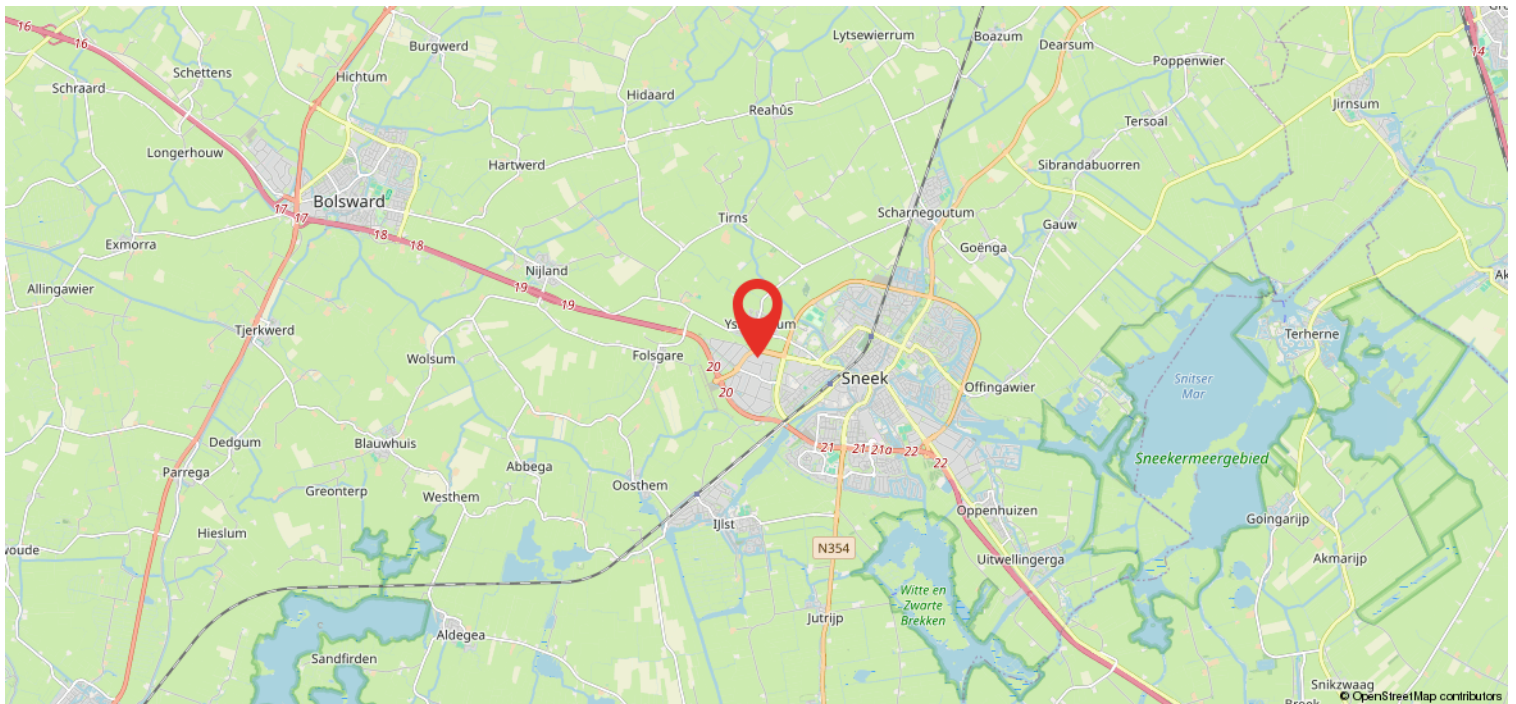 16
16
Burgwerd
Lytsewierrum
Boazum
Dearsum
14
Schettens
Hichtum
Poppenwier
Schraard
Hidaard
Reahûs
Jirnsum
Tersoal
Longerhouw
Hartwerd
Sibrandabuorren
Bolsward
17
17
Tirns
Scharnegoutum
Gauw
18
18
Exmorra
Goënga
Nijland
Allingawier
19
19
Tjerkwerd
Terherne
Wolsum
Folsgare
20
20
Sneek
Offingawier
Snitser
Mar
Dedgum
Blauwhuis
21
21
21a
22
22
Sneekermeergebied
Parrega
Abbega
Greonterp
Westhem
Oosthem
Oppenhuizen
Goingarijp
Hieslum
IJlst
N354
Uitwellingerga
Akmarijp
Witte en
Zwarte
Brekken
Jutrijp
Aldegea
Sandfirden
Snikzwaag
© OpenStreetMap contributors